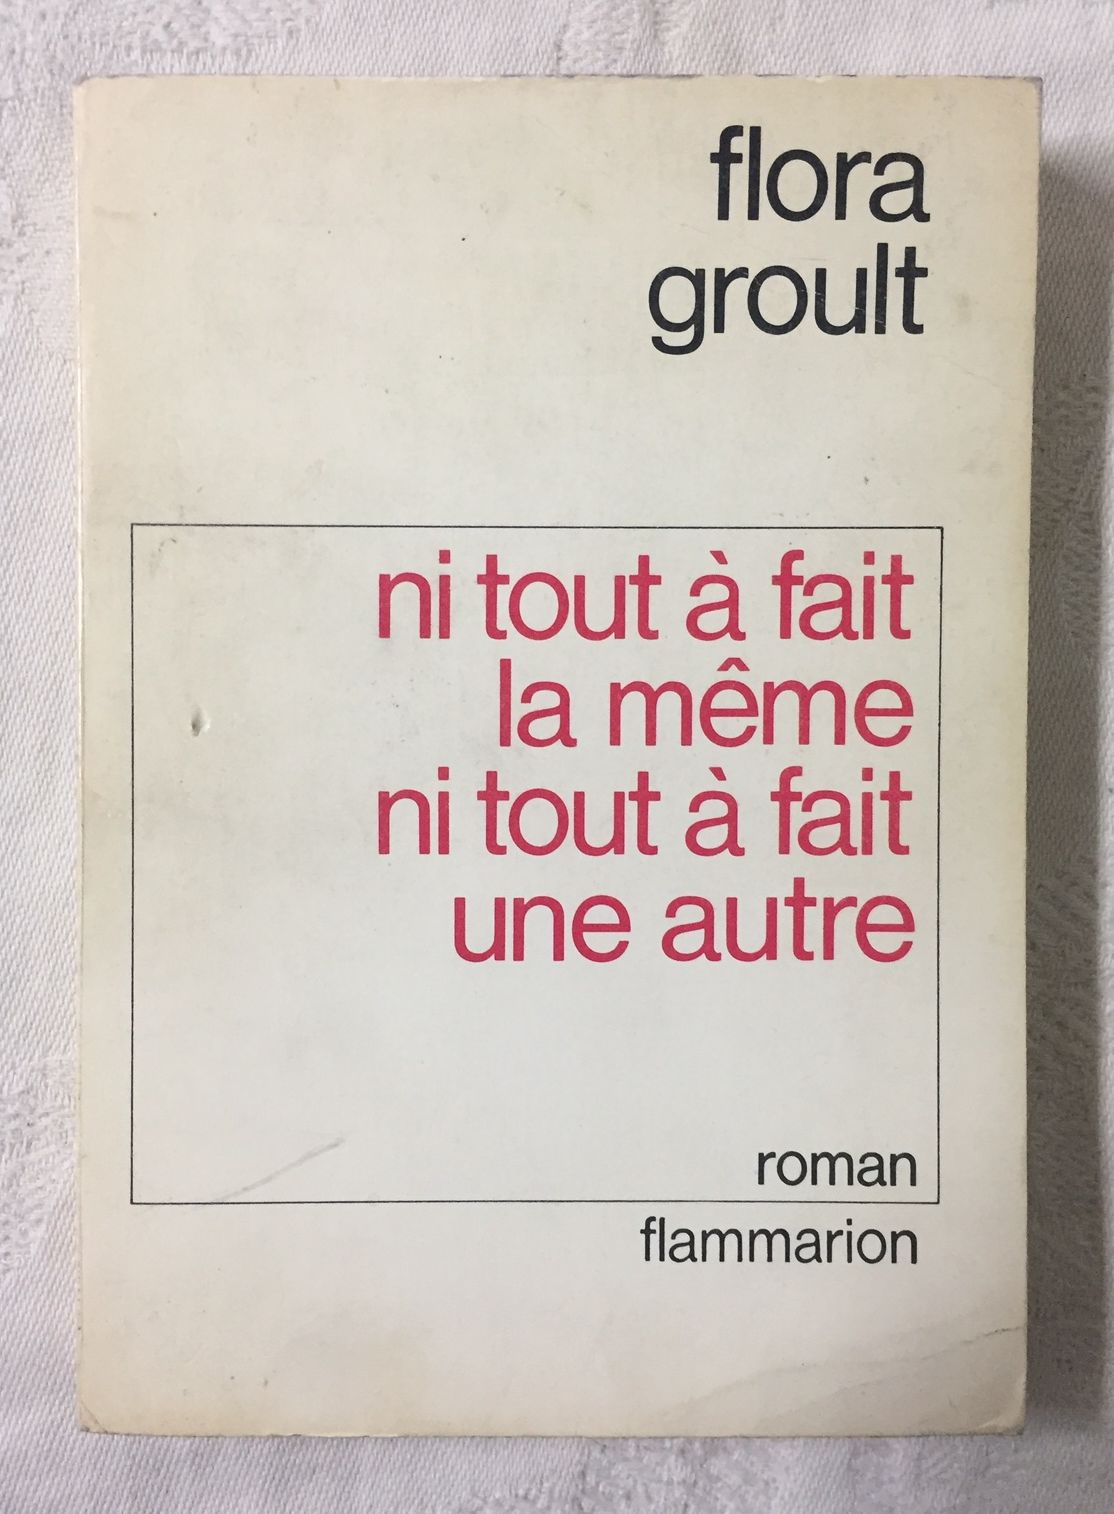 flora
groult
ni tout à fait
la même
ni tout à fait
une autre
roman
flammarion